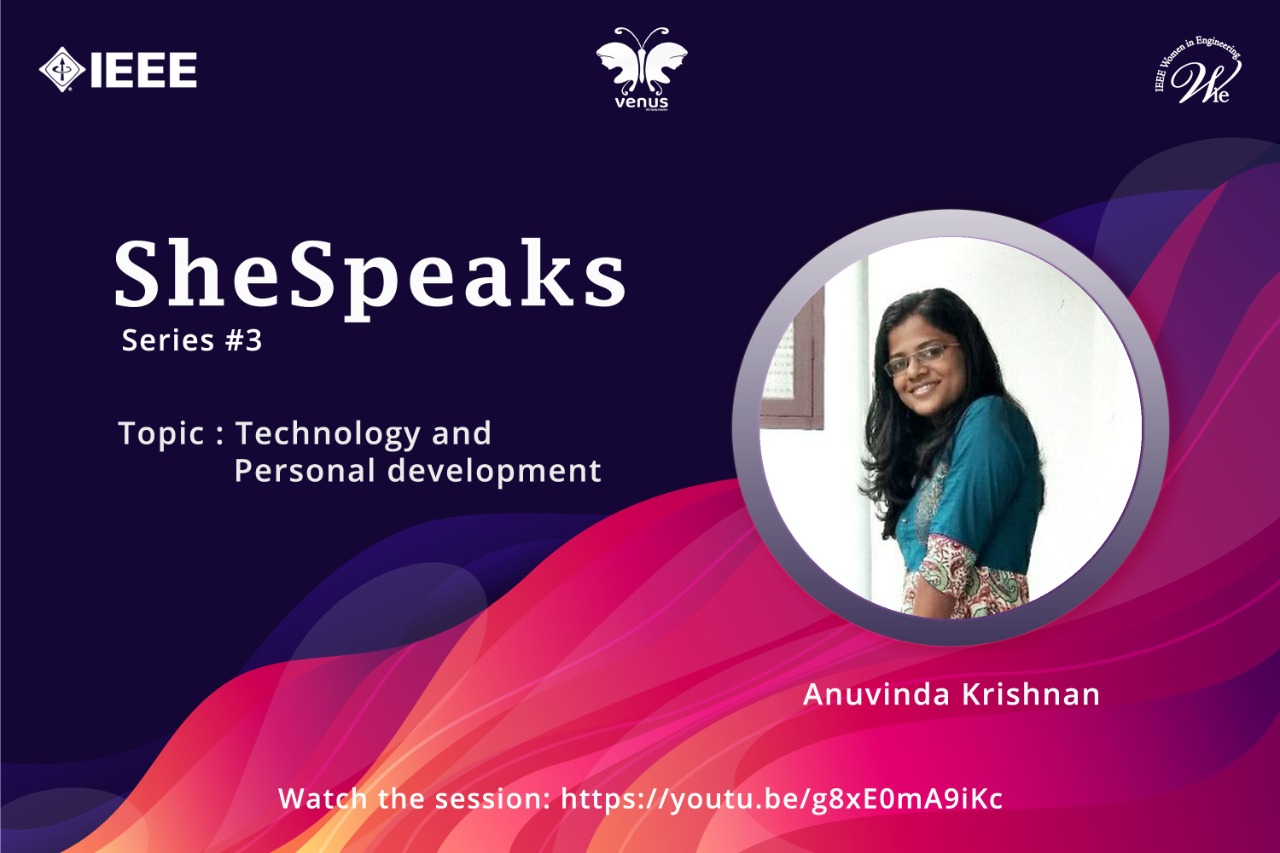 IEEE
venus
IEEE Women in Engineering
Wie
SheSpeaks
Series #3
Topic : Technology and
Personal development
Anuvinda Krishnan
Watch the session: https://youtu.be/g8xE0mA9iKc